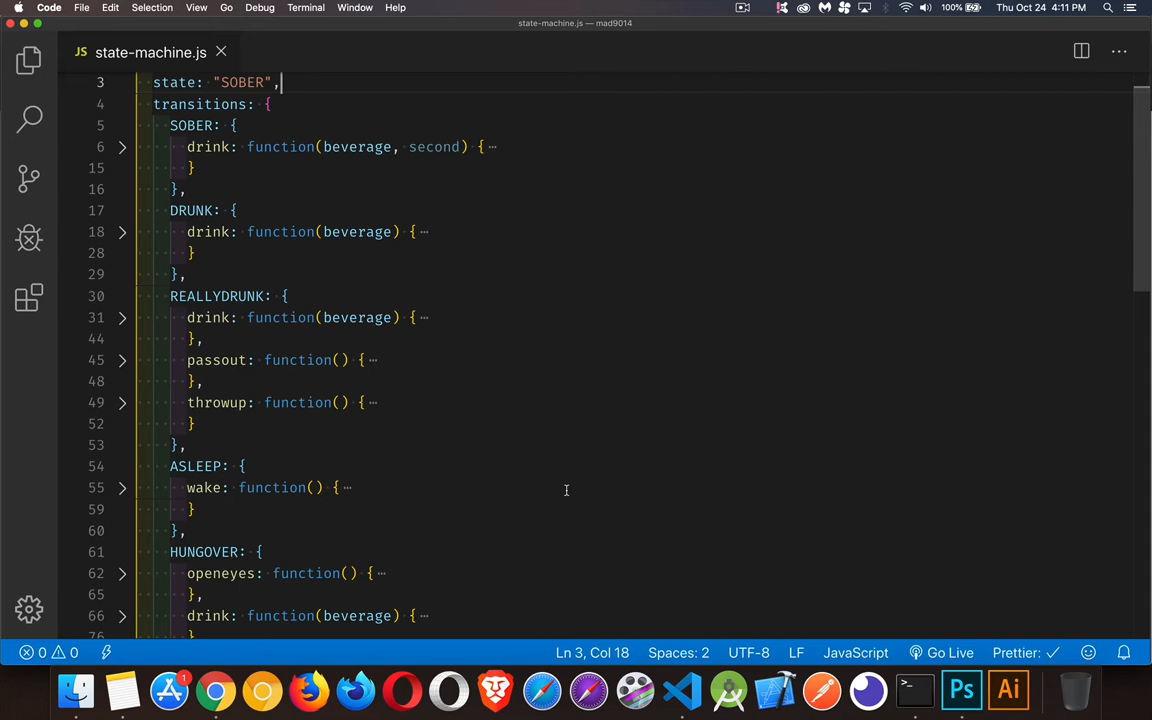 Code File Edit Selection View Go Debug Terminal Window Help 100% Thu Oct 24 4:11 PM
state-machine.js — mad9014
JS state-machine.js
3 state: "SOBER",
4 transitions: {
5 SOBER: {
6 drink: function(beverage, second) {
15 }
16 },
17 DRUNK: {
18 drink: function(beverage) {
28 }
29 },
30 REALLYDRUNK: {
31 drink: function(beverage) {
44 },
45 passout: function() {
48 },
49 throwup: function() {
52 }
53 },
54 ASLEEP: {
55 wake: function() {
59 }
60 },
61 HUNGOVER: {
62 openeyes: function() {
65 },
66 drink: function(beverage) {
76 }
0 0 Ln 3, Col 18 Spaces: 2 UTF-8 LF JavaScript Go Live Prettier: ✓
1 >_ Ps Ai